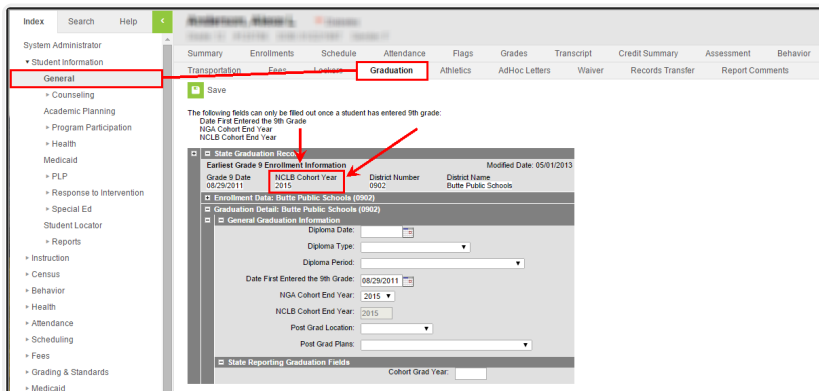 Index Search Help
System Administrator
Student Information
General
Counseling
Academic Planning
Program Participation
Health
Medicaid
PLP
Response to Intervention
Special Ed
Student Locator
Reports
Instruction
Census
Behavior
Health
Attendance
Scheduling
Fees
Grading & Standards
Medicaid
Summary Enrollments Schedule Attendance Flags Grades Transcript Credit Summary Assessment Behavior
Transportation Fees Lockers Graduation Athletics AdHoc Letters Waiver Records Transfer Report Comments
Save
The following fields can only be filled out once a student has entered 9th grade:
Date First Entered the 9th Grade
NGA Cohort End Year
NCLB Cohort End Year
State Graduation Record
Earliest Grade 9 Enrollment Information Modified Date: 05/01/2013
Grade 9 Date NCLB Cohort Year District Number District Name
08/29/2011 2015 0902 Butte Public Schools
Enrollment Data: Butte Public Schools (0902)
Graduation Detail: Butte Public Schools (0902)
General Graduation Information
Diploma Date:
Diploma Type:
Diploma Period:
Date First Entered the 9th Grade: 08/29/2011
NGA Cohort End Year: 2015
NCLB Cohort End Year: 2015
Post Grad Location:
Post Grad Plans:
State Reporting Graduation Fields
Cohort Grad Year: